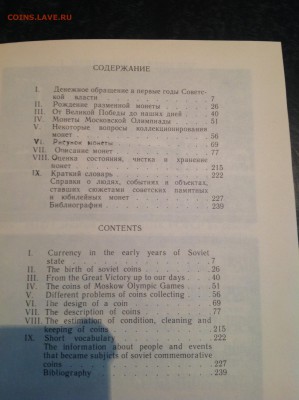 COINS.LAVE.RU
СОДЕРЖАНИЕ
I. Денежное обращение в первые годы Советской власти 7
II. Рождение разменной монеты 26
III. От Великой Победы до наших дней 40
IV. Монеты Московской Олимпиады 51
V. Некоторые вопросы коллекционирования монет 56
VI. Рисунок монеты 69
VII. Описание монет 77
VIII. Оценка состояния, чистка и хранение монет 215
IX. Краткий словарь 222
Справки о людях, событиях и объектах,
ставших сюжетами советских памятных
и юбилейных монет 227
Библиография 239
CONTENTS
I. Currency in the early years of Soviet
state 7
II. The birth of soviet coins 26
III. From the Great Victory up to our days 40
IV. The coins of Moskow Olympic Games 51
V. Different problems of coins collecting 56
VI. The design of a coin 69
VII. The description of coins 77
VIII. The estimation of condition, cleaning and
keeping of coins 215
IX. Short vocabulary 222
The information about people and events
that became subjects of soviet commemorative
coins 227
Bibliography 239